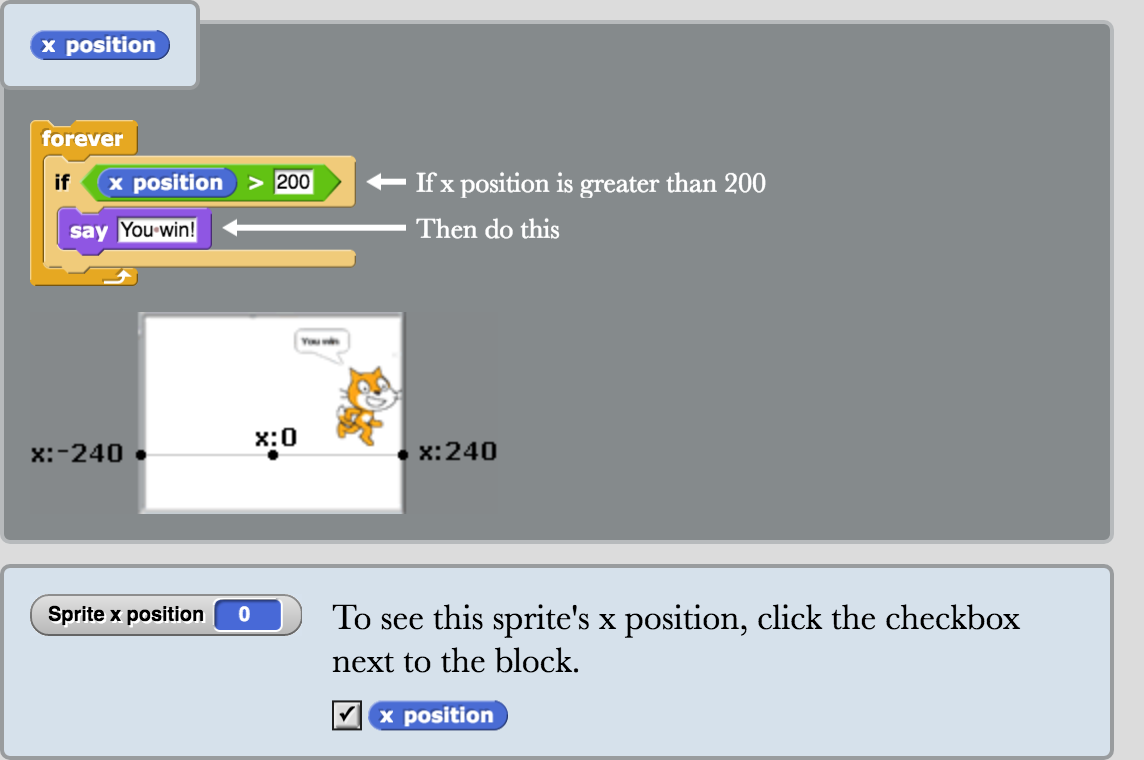 x position
forever
if x position > 200
If x position is greater than 200
say You win!
Then do this
You win
x:0
x:-240
x:240
Sprite x position 0
To see this sprite's x position, click the checkbox
next to the block.
x position